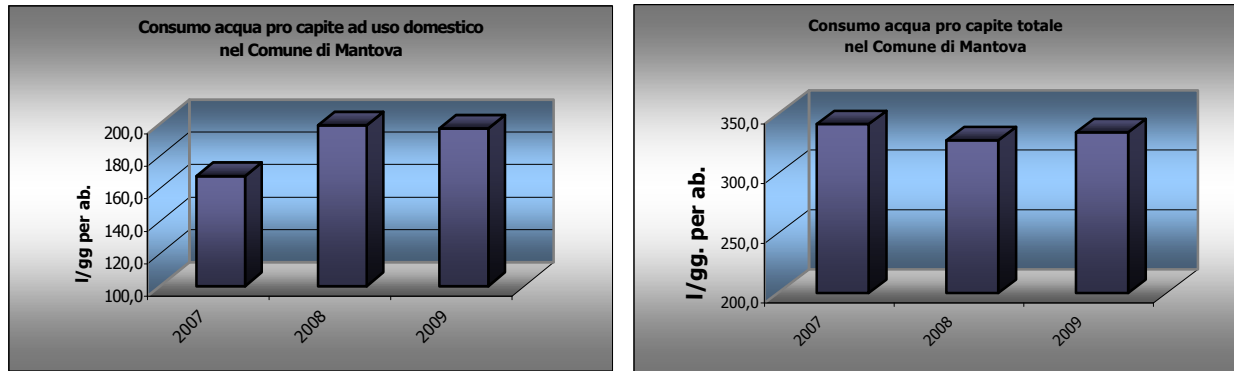 Consumo acqua pro capite ad uso domestico
nel Comune di Mantova
l/gg per ab.
200,0
180,0
160,0
140,0
120,0
100,0
2007
2008
2009
Consumo acqua pro capite totale
nel Comune di Mantova
l/gg. per ab.
350,0
300,0
250,0
200,0
2007
2008
2009